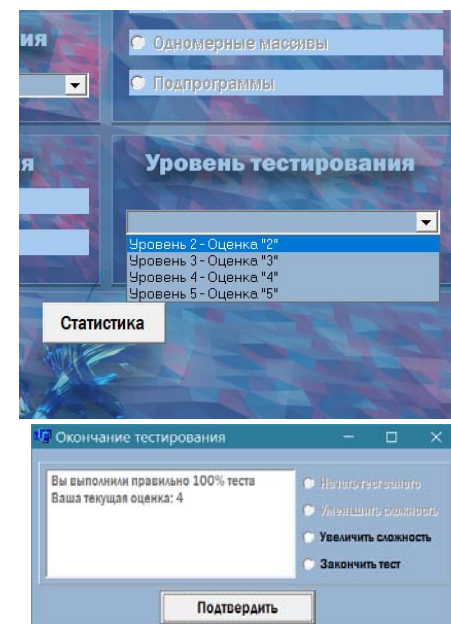 ия
Одномерные массивы
Подпрограммы
я
Уровень тестирования
Уровень 2 - Оценка "2"
Уровень 3 - Оценка "3"
Уровень 4 - Оценка "4"
Уровень 5 - Оценка "5"
Статистика
Окончание тестирования
Вы выполнили правильно 100% теста
Ваша текущая оценка: 4
Начать тест заново
Уменьшить сложность
Увеличить сложность
Закончить тест
Подтвердить